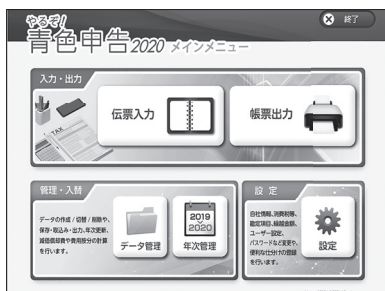 やるぞ!
青色申告2020 メインメニュー
終了
入力・出力
TAX
伝票入力
帳票出力
管理・入替
データの作成/切替/削除や、
保存・取込み・出力、年次更新、
減価償却費や費用按分の計算
を行います。
データ管理
2019
2020
年次管理
設 定
自社情報、消費税等、
勘定項目、繰越金額、
ユーザー設定、
パスワードなど変更や、
便利な仕分けの登録
を行います。
設定